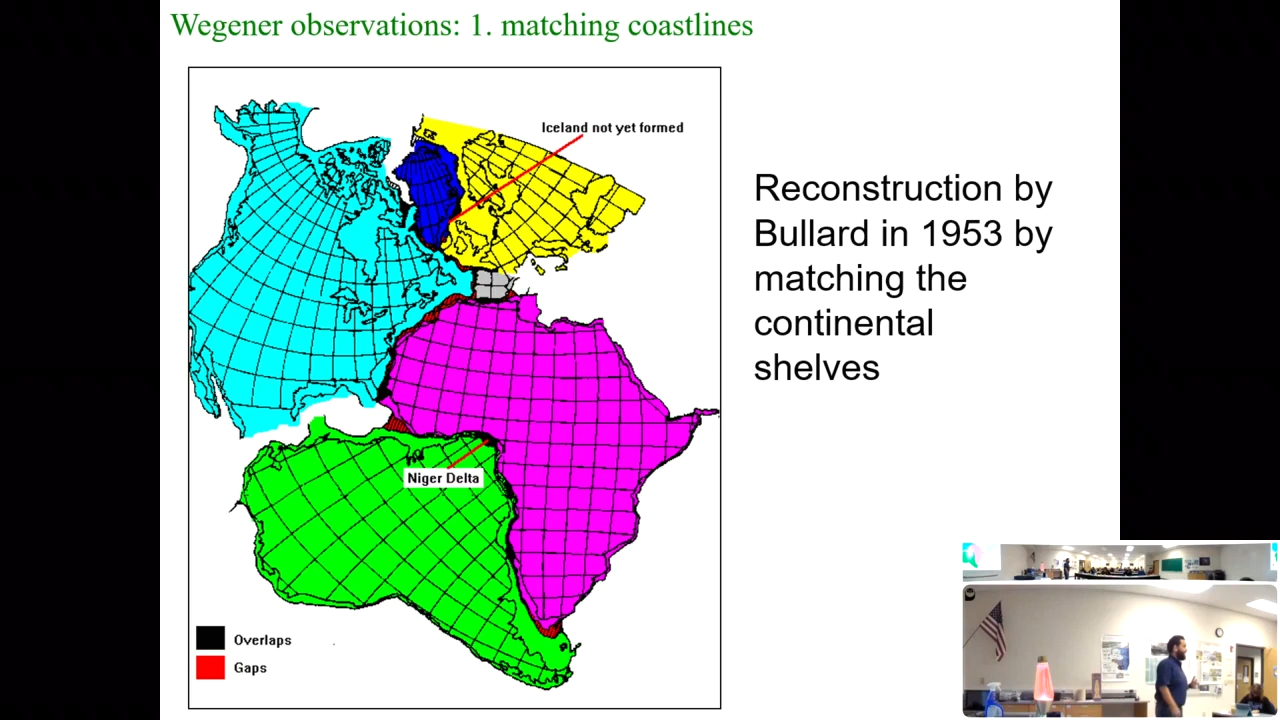 Wegener observations: 1. matching coastlines
Iceland not yet formed
Niger Delta
Overlaps
Gaps
Reconstruction by
Bullard in 1953 by
matching the
continental
shelves